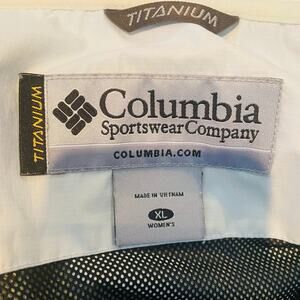 TITANIUM
TITANIUM
Columbia
Sportswear Company
COLUMBIA.COM
MADE IN VIETNAM
XL
WOMEN'S